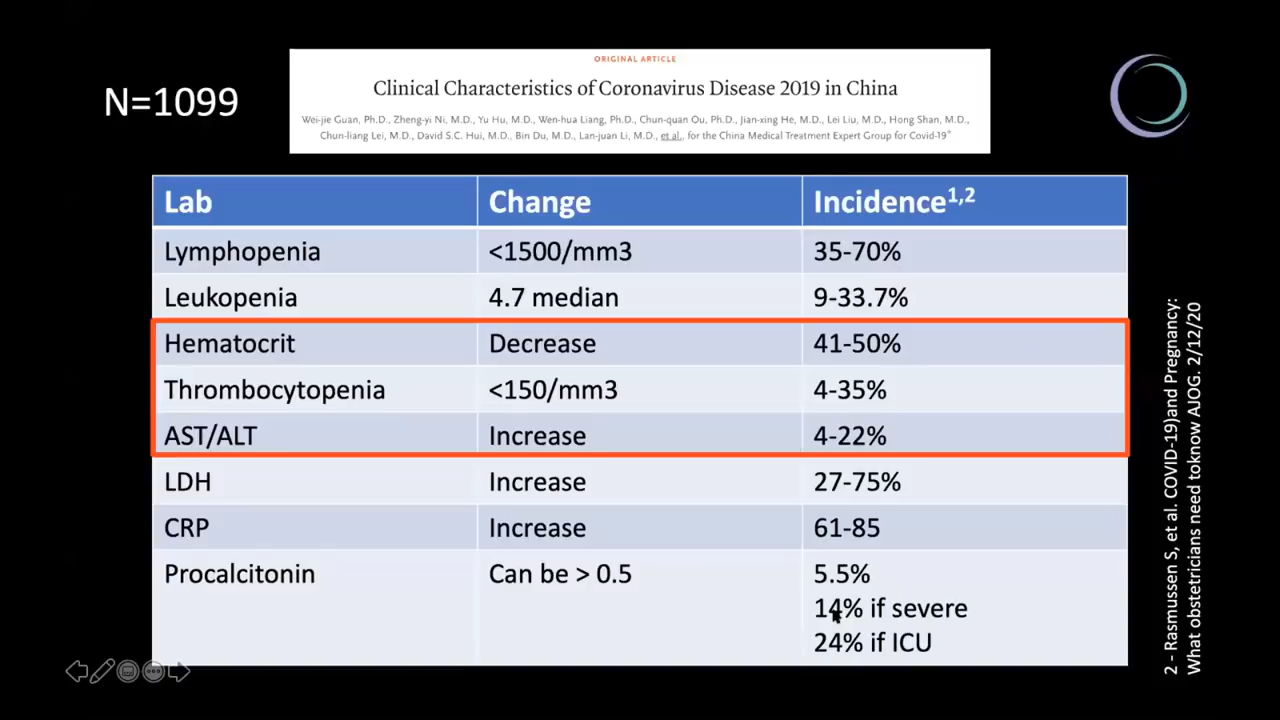 N=1099
ORIGINAL ARTICLE
Clinical Characteristics of Coronavirus Disease 2019 in China
Wei-jie Guan, Ph.D., Zheng-yi Ni, M.D., Yu Hu, M.D., Wen-hua Liang, Ph.D., Chun-quan Ou, Ph.D., Jian-xing He, M.D., Lei Liu, M.D., Hong Shan, M.D.,
Chun-liang Lei, M.D., David S.C. Hui, M.D., Bin Du, M.D., Lan-juan Li, M.D., et al., for the China Medical Treatment Expert Group for Covid-19*
Lab Change Incidence1,2
Lymphopenia <1500/mm3 35-70%
Leukopenia 4.7 median 9-33.7%
Hematocrit Decrease 41-50%
Thrombocytopenia <150/mm3 4-35%
AST/ALT Increase 4-22%
LDH Increase 27-75%
CRP Increase 61-85
Procalcitonin Can be > 0.5 5.5%
14% if severe
24% if ICU
2 - Rasmussen S, et al. COVID-19)and Pregnancy:
What obstetricians need toknow AJOG. 2/12/20